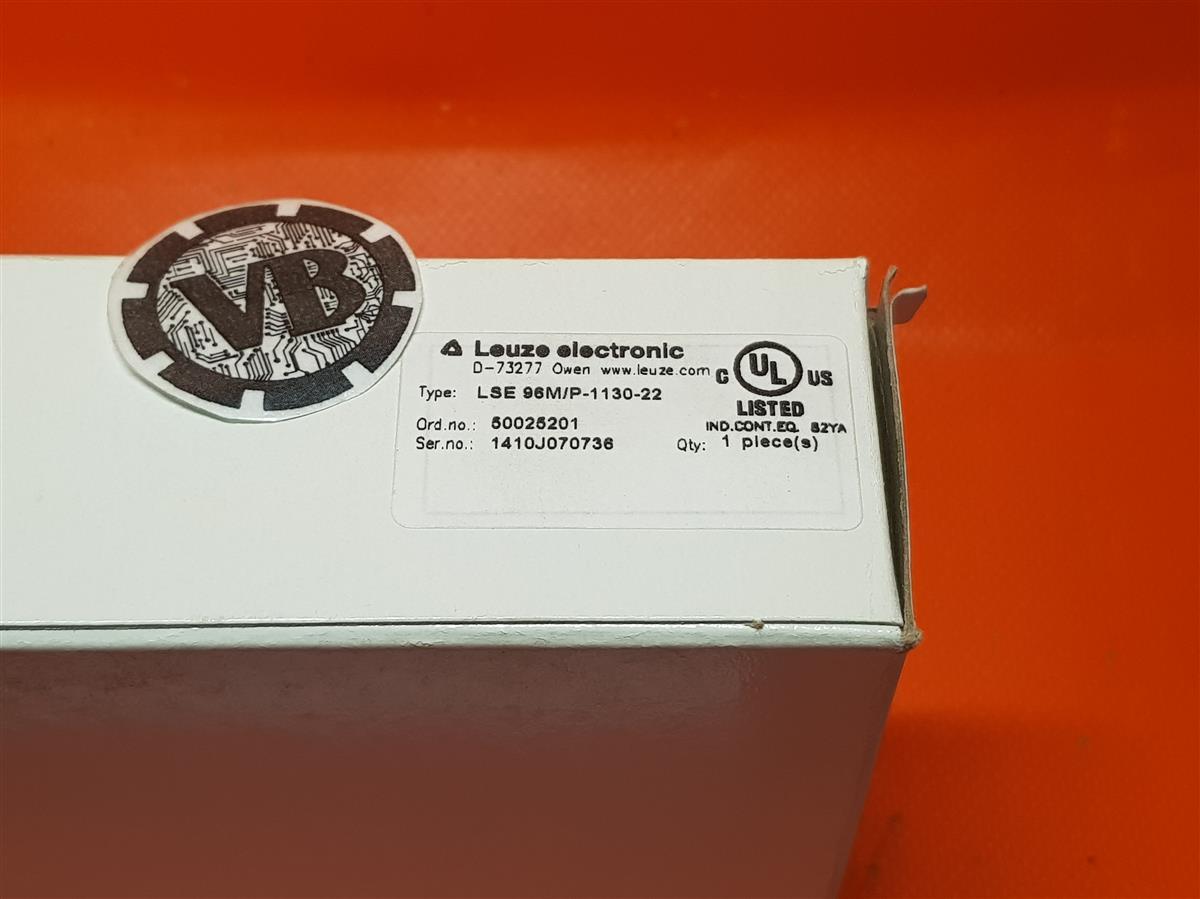 VB
Leuze electronic
D-73277 Owen www.leuze.com
Type: LSE 96M/P-1130-22
Ord.no.: 50025201
Ser.no.: 1410J070736
C UL US
LISTED
IND.CONT.EQ. 82YA
Qty: 1 piece(s)